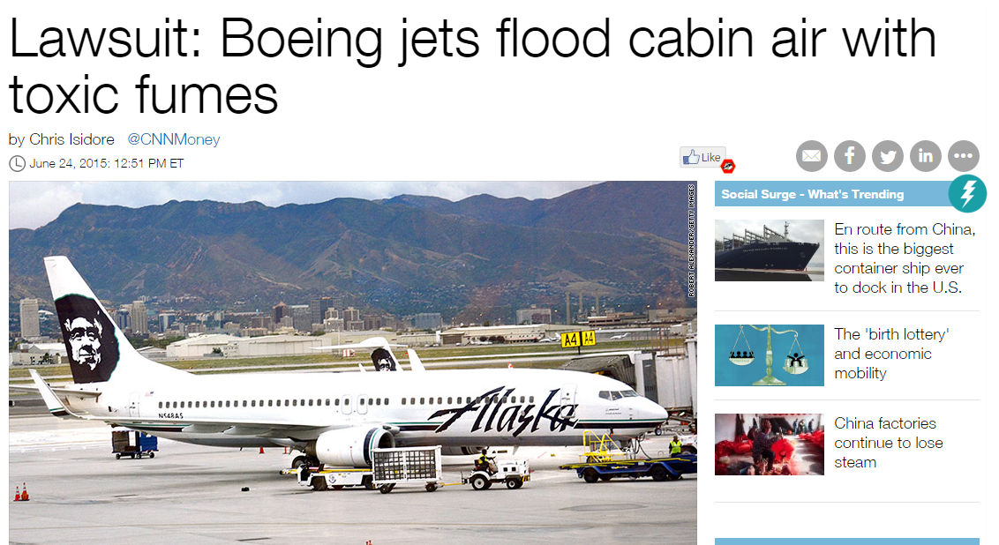 Lawsuit: Boeing jets flood cabin air with
toxic fumes
by Chris Isidore @CNNMoney
June 24, 2015: 12:51 PM ET
Like
ROBERT ALEXANDER/GETTY IMAGES
A4 A4
Alaska
N548AS
Social Surge - What's Trending
En route from China,
this is the biggest
container ship ever
to dock in the U.S.
The 'birth lottery'
and economic
mobility
China factories
continue to lose
steam